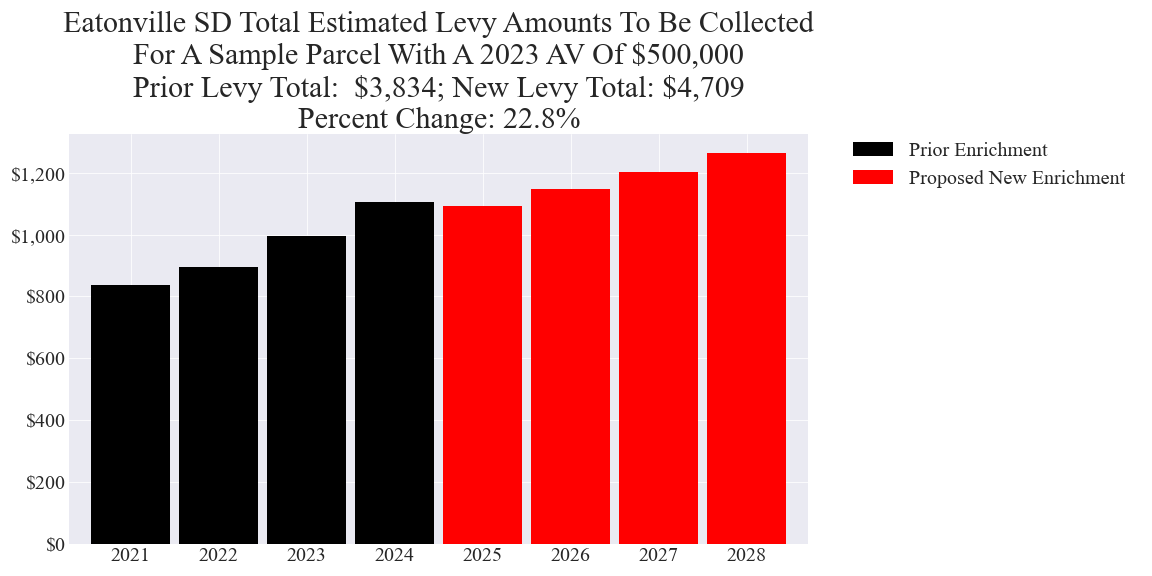 Eatonville SD Total Estimated Levy Amounts To Be Collected
For A Sample Parcel With A 2023 AV Of $500,000
Prior Levy Total:  $3,834; New Levy Total: $4,709
Percent Change: 22.8%
Prior Enrichment
Proposed New Enrichment
$1,200
$1,000
$800
$600
$400
$200
$0
2021 2022 2023 2024 2025 2026 2027 2028